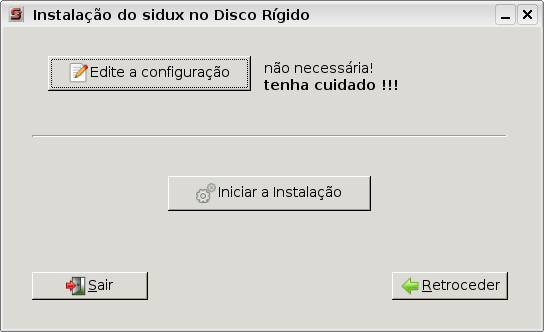 Instalação do sidux no Disco Rígido
Edite a configuração
não necessária!
tenha cuidado !!!
Iniciar a Instalação
Sair
Retroceder